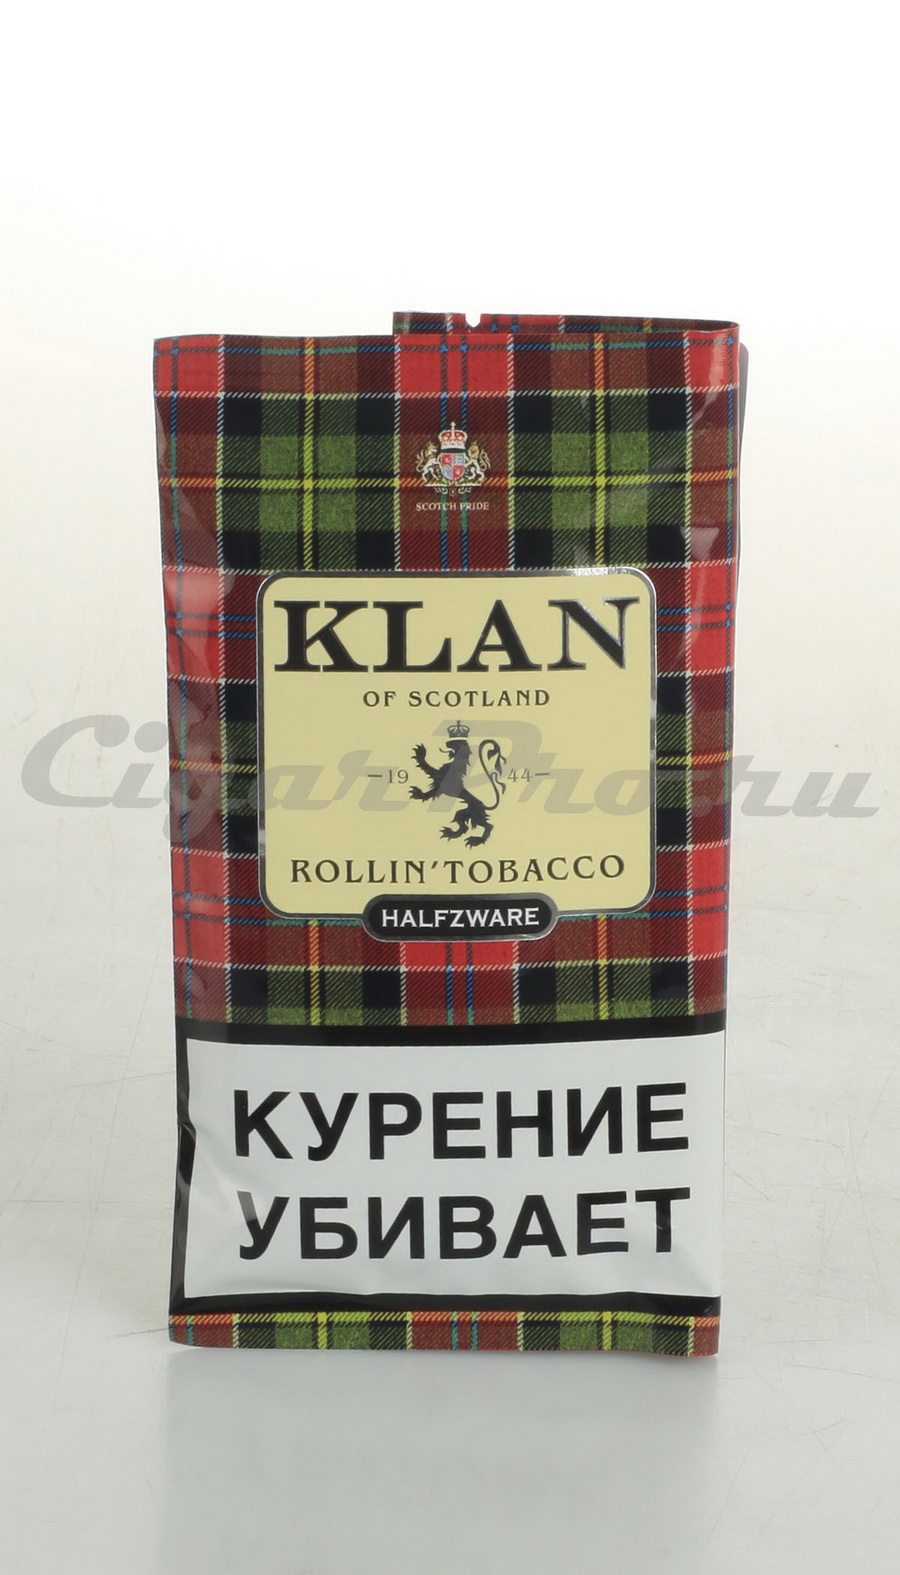 SCOTCH PRIDE
KLAN
OF SCOTLAND
-19 44-
ROLLIN' TOBACCO
HALFZWARE
CigarPro.ru
КУРЕНИЕ
УБИВАЕТ